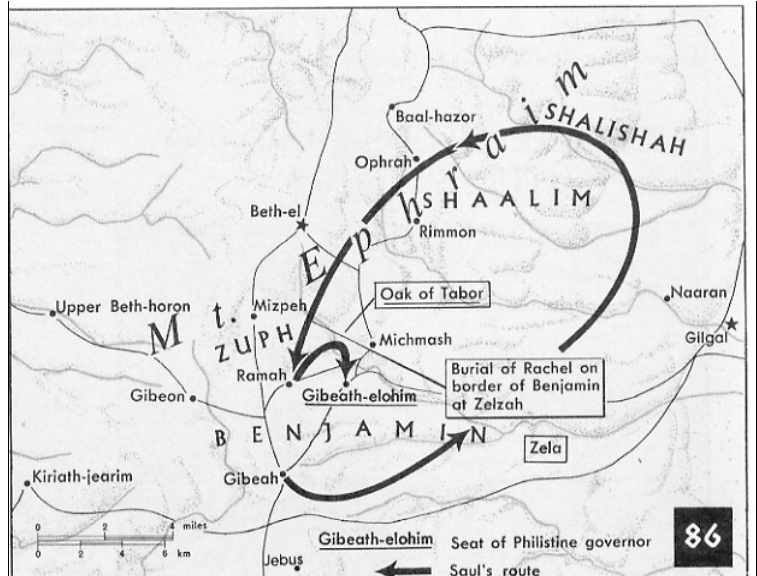 Mt. Ephraim
SHALISHAH
Baal-hazor
Ophrah
SHAALIM
Beth-el
Rimmon
Oak of Tabor
Naaran
Upper Beth-horon
Mizpeh
ZUPH
Michmash
Gilgal
Ramah
Burial of Rachel on
border of Benjamin
at Zelzah
Gibeath-elohim
Gibeon
BENJAMIN
Zela
Kiriath-jearim
Gibeah
0 2 4 miles
0 2 4 6 km
Jebus
Gibeath-elohim Seat of Philistine governor
Saul's route
86